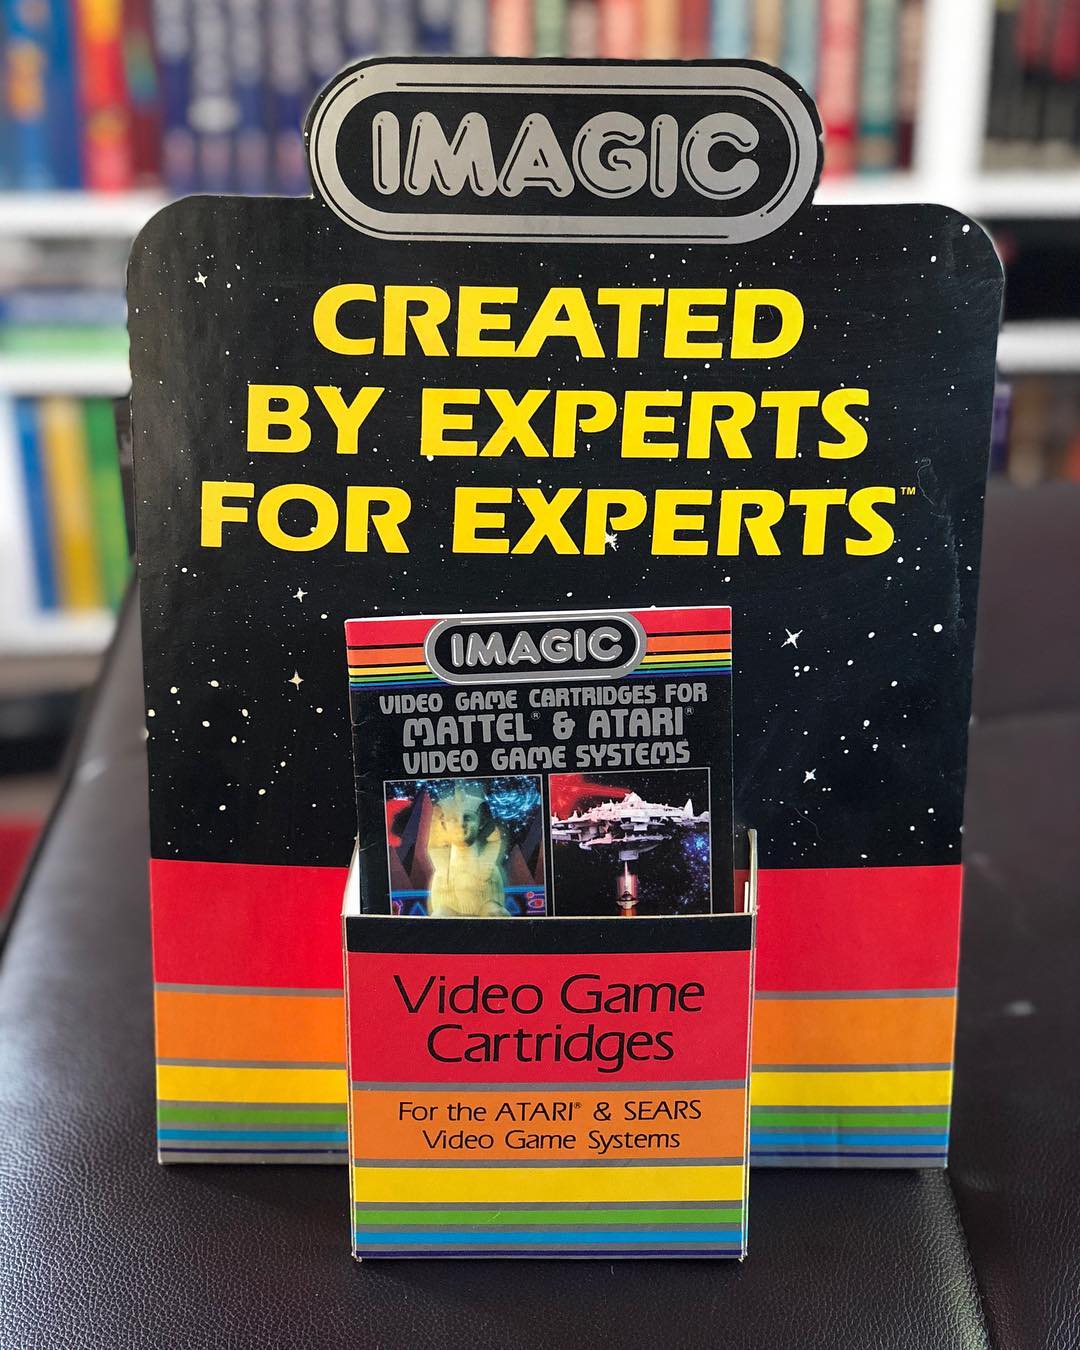 IMAGIC
CREATED
BY EXPERTS
FOR EXPERTS™
IMAGIC
VIDEO GAME CARTRIDGES FOR
MATTEL® & ATARI®
VIDEO GAME SYSTEMS
Video Game
Cartridges
For the ATARI® & SEARS
Video Game Systems